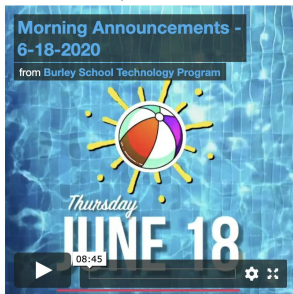 Morning Announcements -
6-18-2020
from Burley School Technology Program
Thursday
JUNE 18
08:45